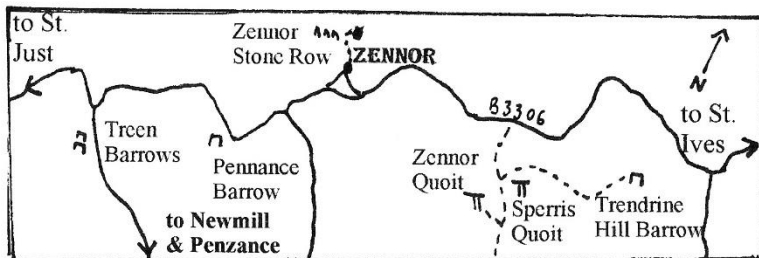 to St.
Just
Zennor
Stone Row
ZENNOR
N
B3306
to St.
Ives
Treen
Barrows
Pennance
Barrow
Zennor
Quoit
Sperris
Quoit
Trendrine
Hill Barrow
to Newmill
& Penzance